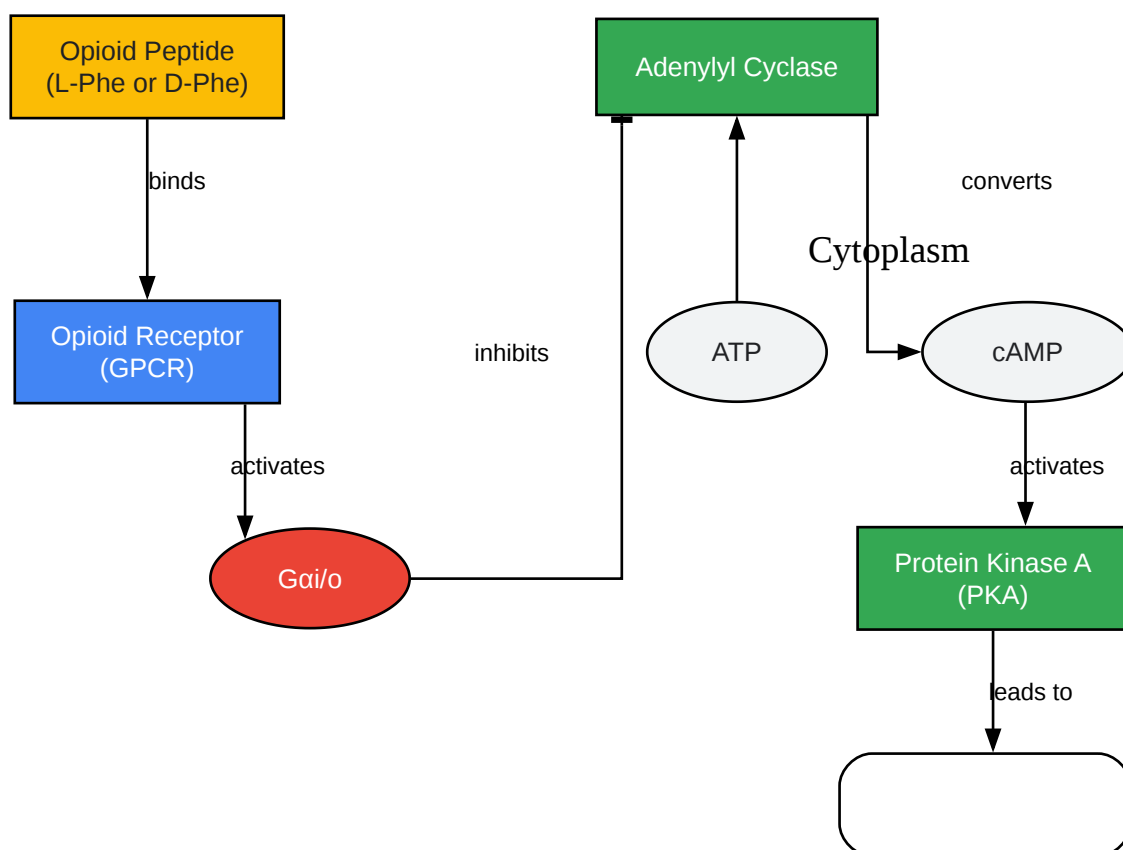 Opioid Peptide
(L-Phe or D-Phe)
Adenylyl Cyclase
binds
converts
Cytoplasm
Opioid Receptor
(GPCR)
inhibits
ATP
cAMP
activates
activates
Gαi/o
Protein Kinase A
(PKA)
leads to